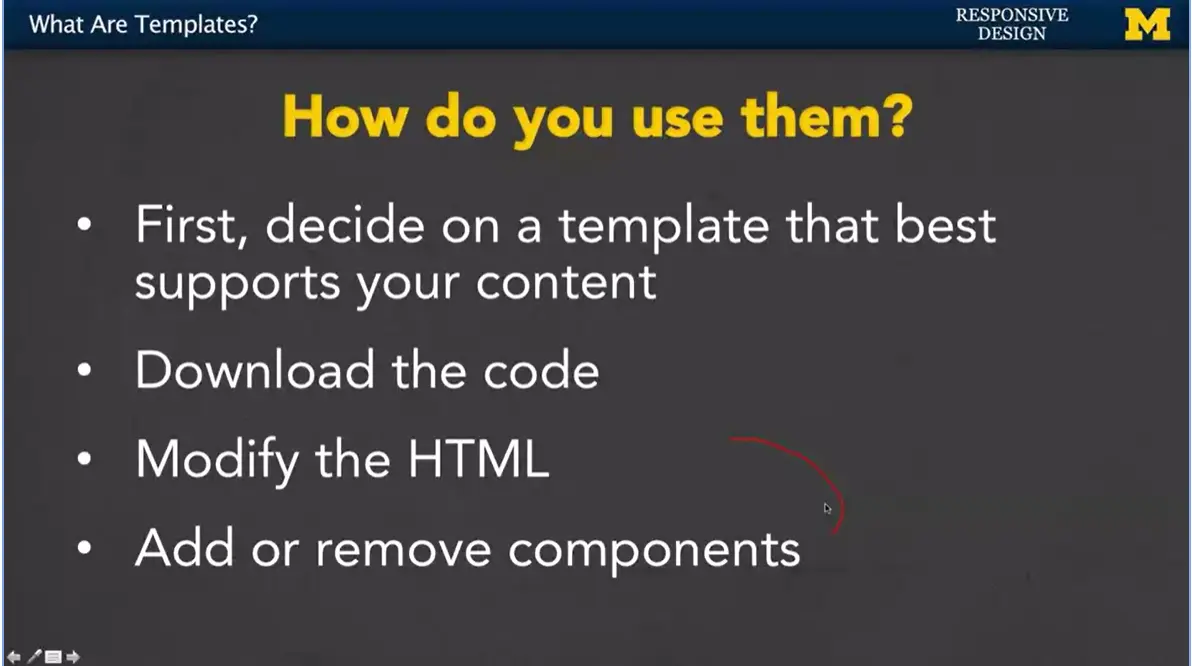 What Are Templates?
RESPONSIVE
DESIGN
M
How do you use them?
• First, decide on a template that best
supports your content
• Download the code
• Modify the HTML
• Add or remove components